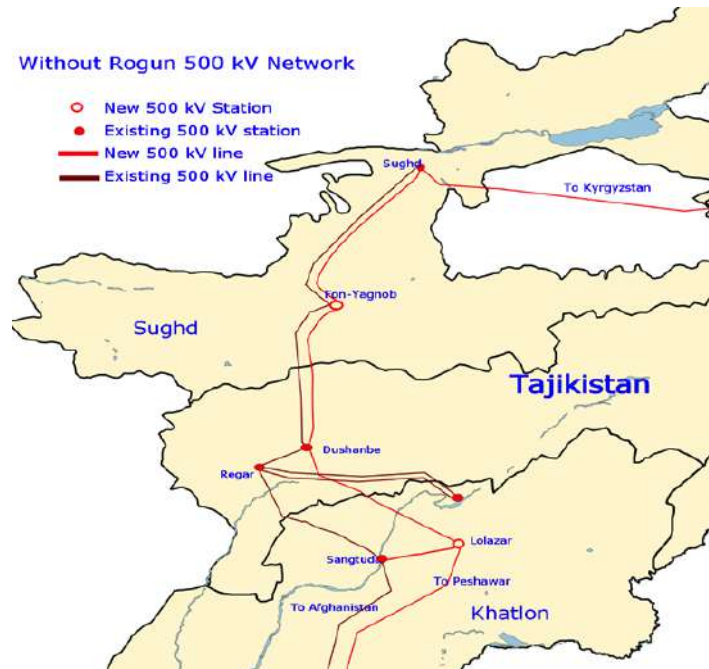 Without Rogun 500 kV Network
New 500 kV Station
Existing 500 kV station
New 500 kV line
Existing 500 kV line
Sughd
To Kyrgyzstan
Fon-Yagnob
Sughd
Tajikistan
Dushanbe
Regar
Lolazar
Sangtuda
To Peshawar
To Afghanistan
Khatlon